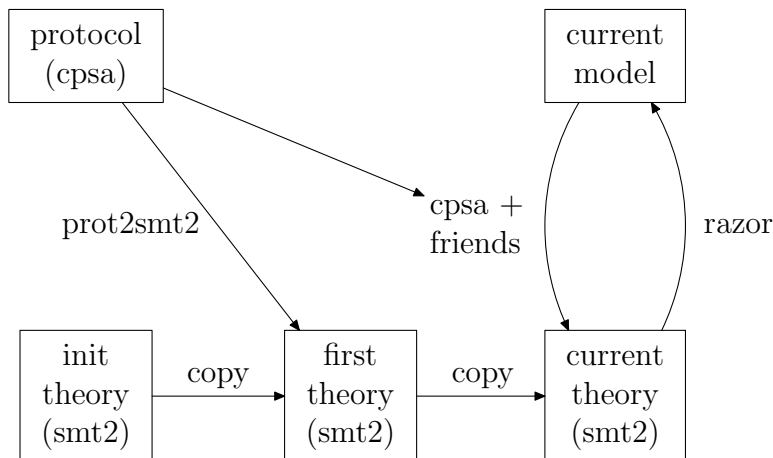 protocol
(cpsa)
current
model
prot2smt2
cpsa +
friends
razor
init
theory
(smt2)
copy
first
theory
(smt2)
copy
current
theory
(smt2)